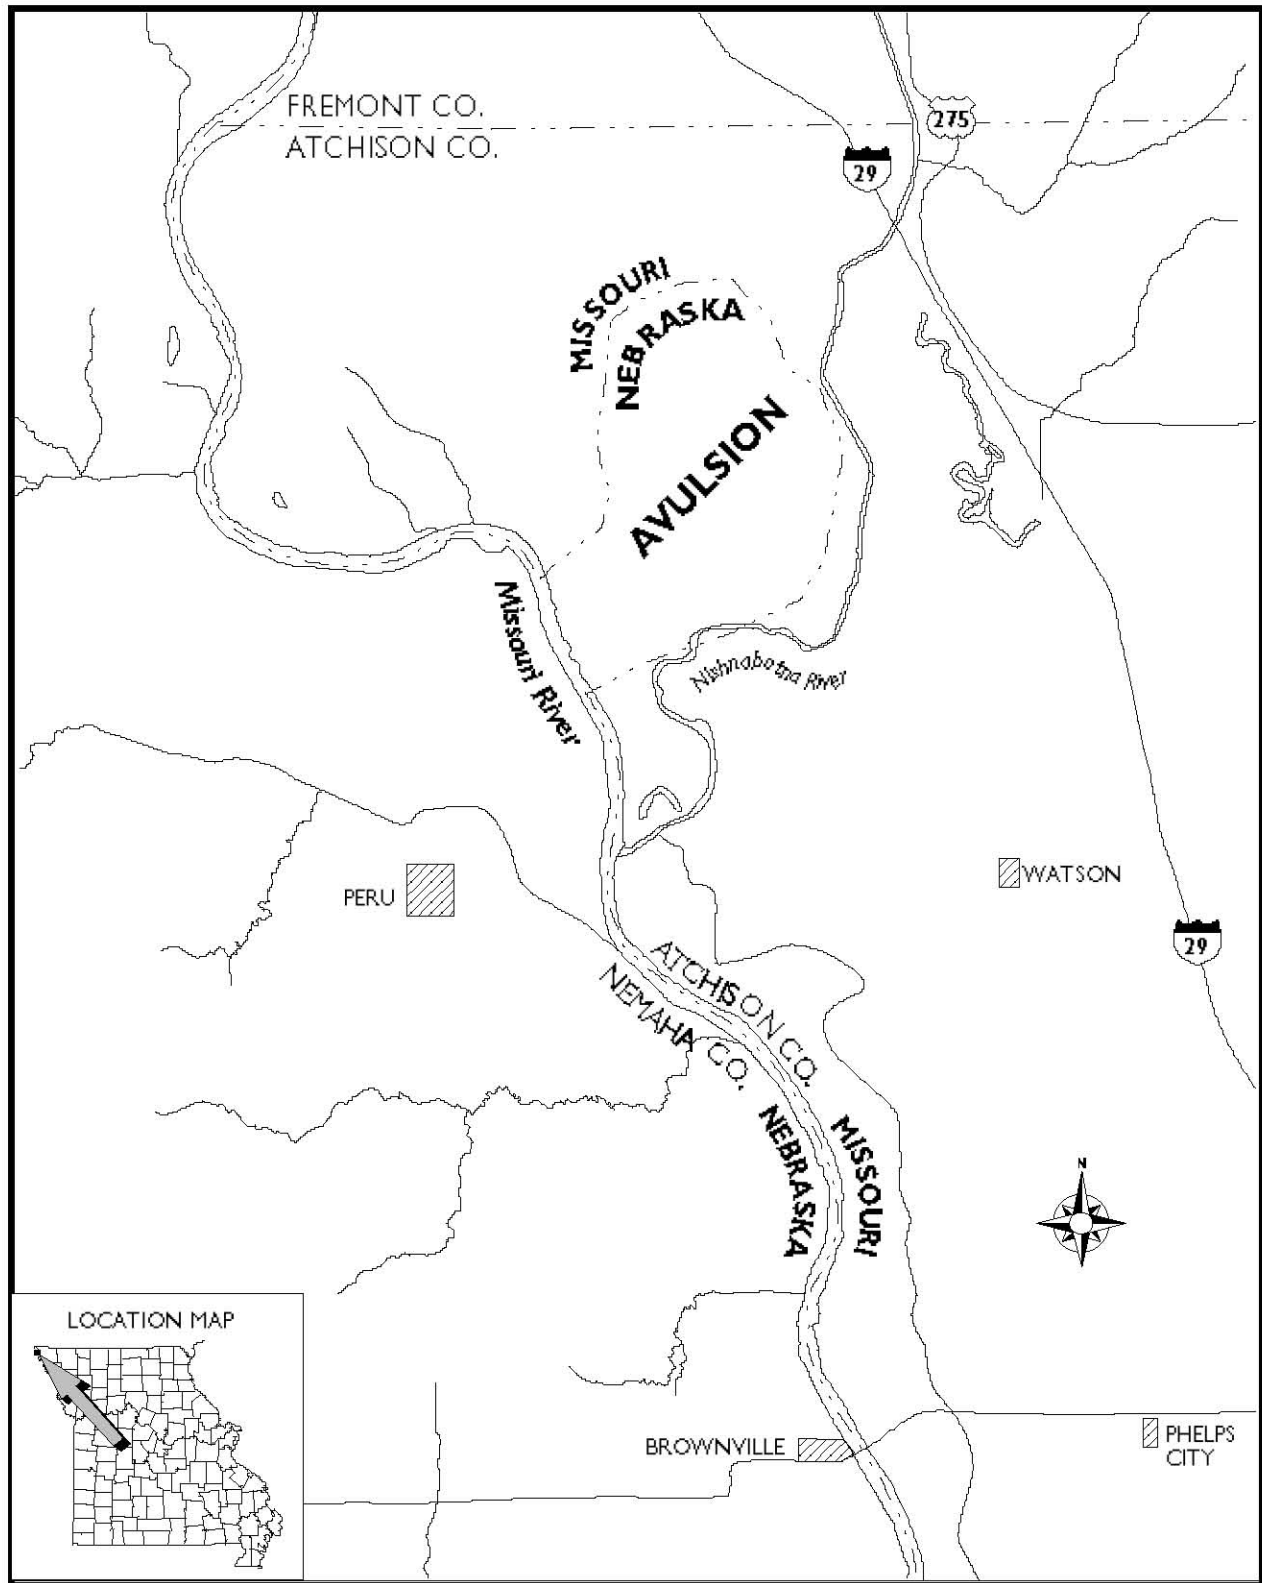 FREMONT CO.
ATCHISON CO.
275
29
MISSOURI
NEBRASKA
AVULSION
Missouri River
Nishnabotna River
PERU
WATSON
29
ATCHISON CO.
NEMAHA CO.
NEBRASKA
MISSOURI
N
LOCATION MAP
BROWNVILLE
PHELPS
CITY